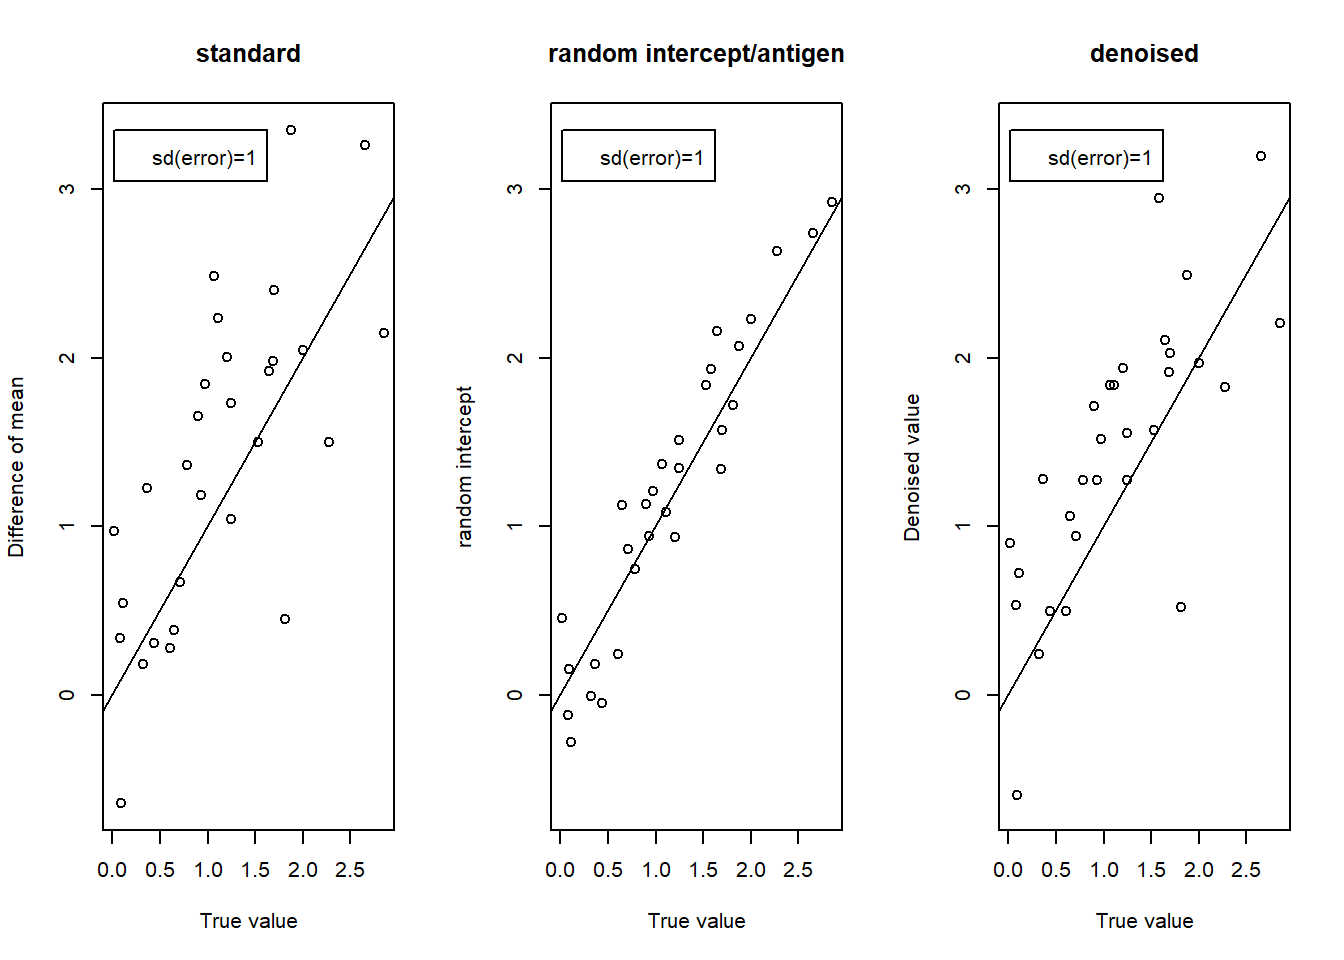 standard
sd(error)=1
Difference of mean
3
2
1
0
0.0 0.5 1.0 1.5 2.0 2.5
True value
random intercept/antigen
sd(error)=1
random intercept
3
2
1
0
0.0 0.5 1.0 1.5 2.0 2.5
True value
denoised
sd(error)=1
Denoised value
3
2
1
0
0.0 0.5 1.0 1.5 2.0 2.5
True value